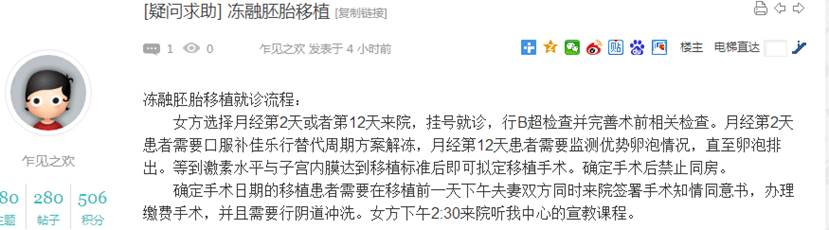 [疑问求助] 冻融胚胎移植 [复制链接]
1 0 乍见之欢 发表于 4 小时前 楼主 电梯直达
冻融胚胎移植就诊流程:
女方选择月经第2天或者第12天来院，挂号就诊，行B超检查并完善术前相关检查。月经第2天
患者需要口服补佳乐行替代周期方案解冻，月经第12天患者需要监测优势卵泡情况，直至卵泡排
出。等到激素水平与子宫内膜达到移植标准后即可拟定移植手术。确定手术后禁止同房。
确定手术日期的移植患者需要在移植前一天下午夫妻双方同时来院签署手术知情同意书，办理
缴费手术，并且需要行阴道冲洗。女方下午2:30来院听我中心的宣教课程。
乍见之欢
80 280 506
主题 帖子 积分